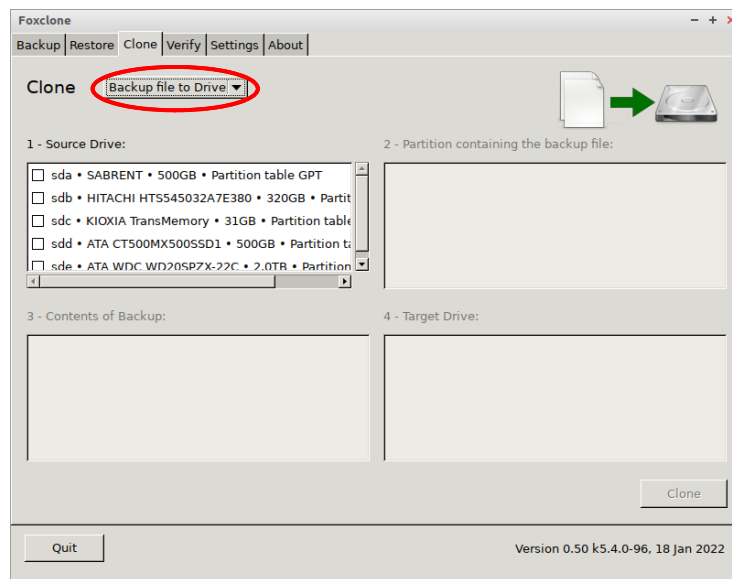 Foxclone
Backup Restore Clone Verify Settings About
Clone Backup file to Drive
1 - Source Drive:
2 - Partition containing the backup file:
sda • SABRENT • 500GB • Partition table GPT
sdb • HITACHI HTS545032A7E380 • 320GB • Partit
sdc • KIOXIA TransMemory • 31GB • Partition table
sdd • ATA CT500MX500SSD1 • 500GB • Partition ta
sde • ATA WDC WD20SPZX-22C • 2.0TB • Partition
3 - Contents of Backup:
4 - Target Drive:
Clone
Quit
Version 0.50 k5.4.0-96, 18 Jan 2022